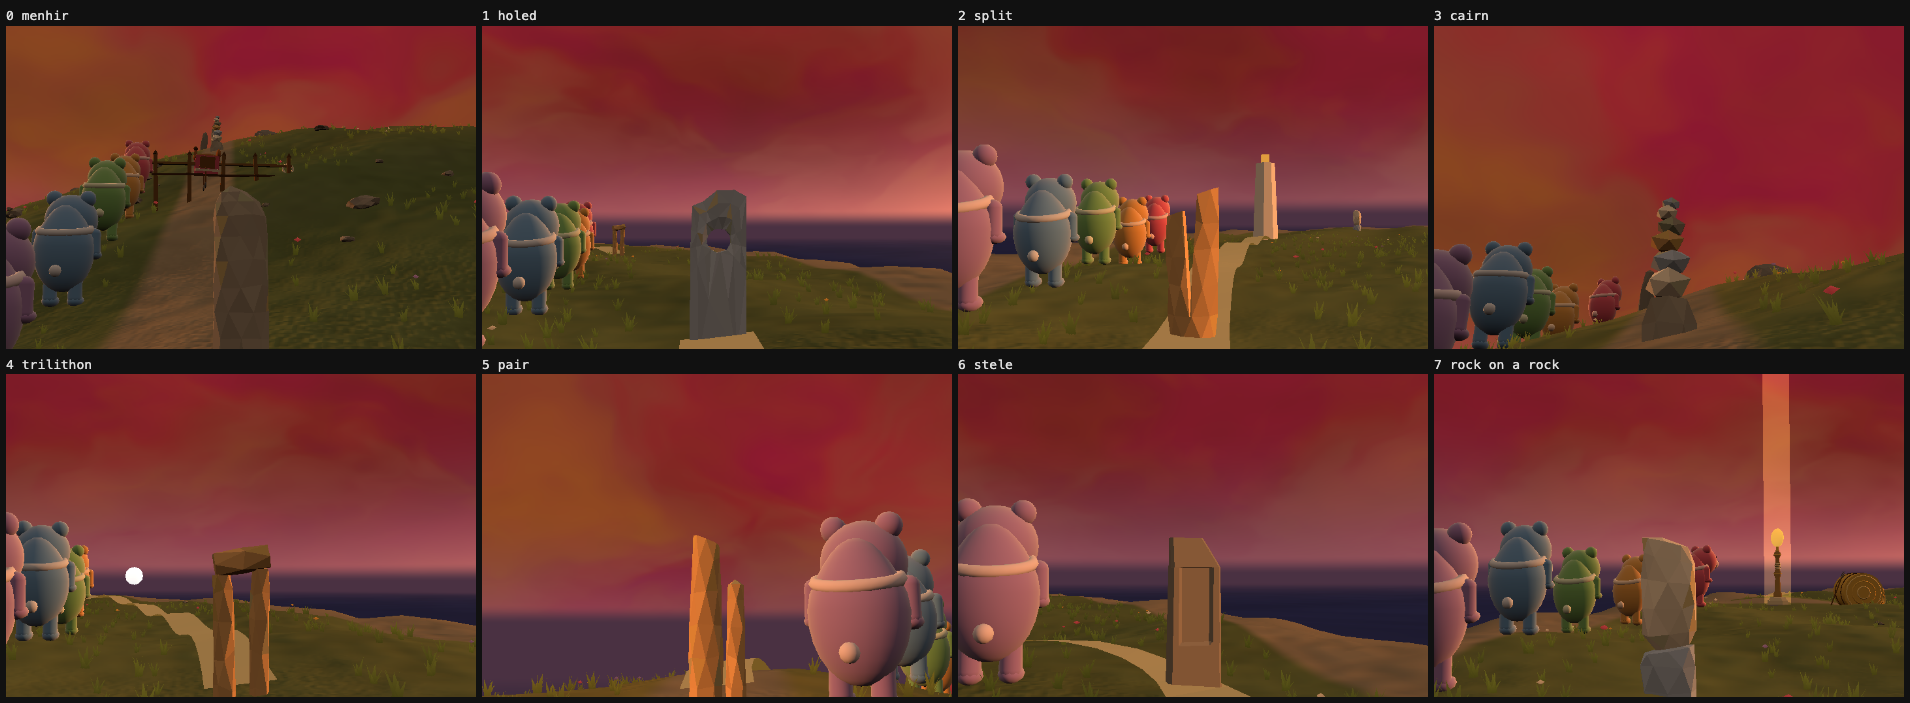 0 menhir
1 holed
2 split
3 cairn
4 trilithon
5 pair
6 stele
7 rock on a rock